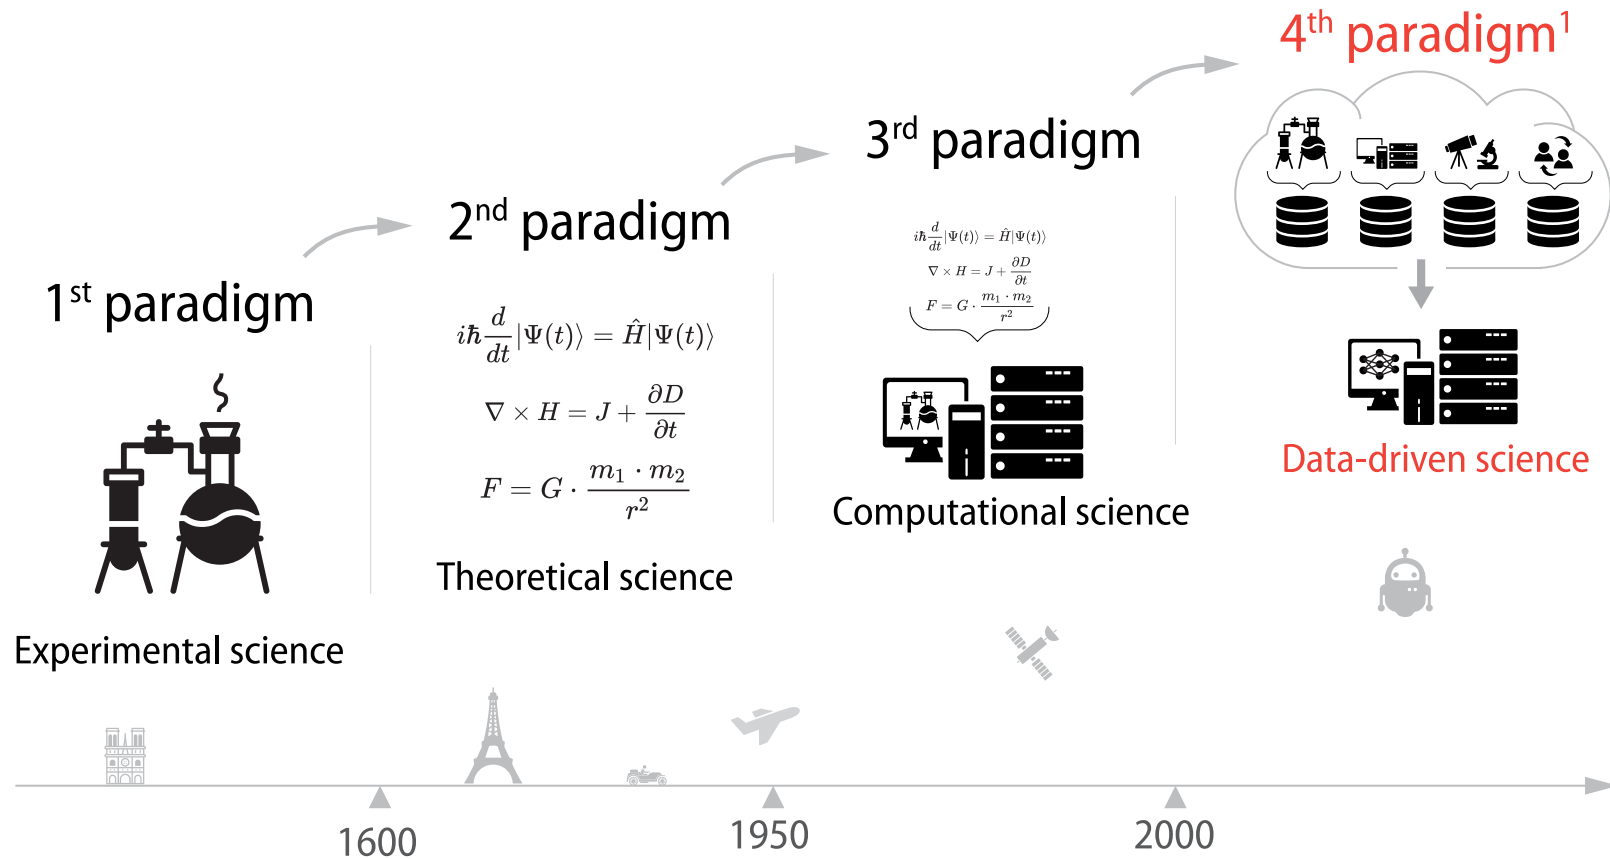 1st paradigm
Experimental science
2nd paradigm
iħ d/dt |Ψ(t)⟩ = Ĥ|Ψ(t)⟩
∇ × H = J + ∂D/∂t
F = G · m₁ · m₂/r²
Theoretical science
3rd paradigm
iħ d/dt |Ψ(t)⟩ = Ĥ|Ψ(t)⟩
∇ × H = J + ∂D/∂t
F = G · m₁ · m₂/r²
Computational science
4th paradigm¹
Data-driven science
1600
1950
2000